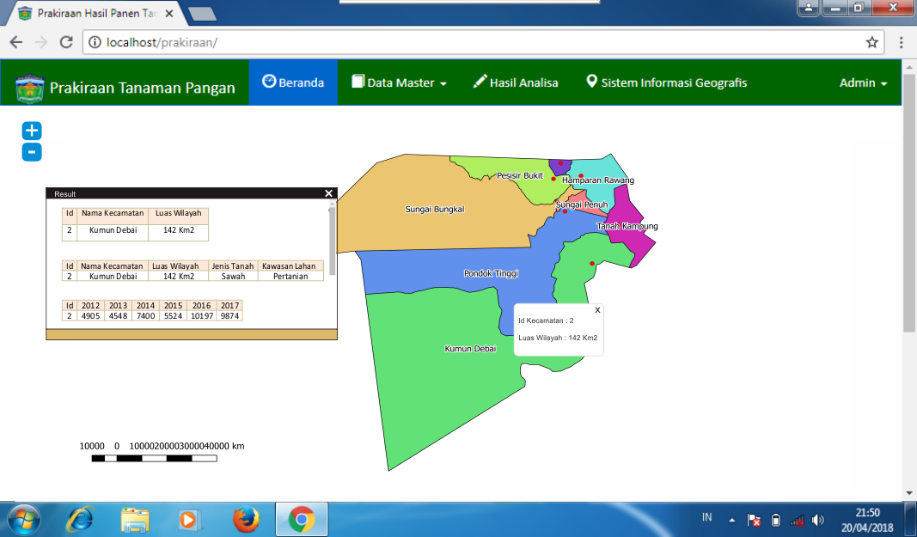 Prakiraan Hasil Panen Tan
localhost/prakiraan/
Prakiraan Tanaman Pangan
Beranda
Data Master
Hasil Analisa
Sistem Informasi Geografis
Admin
+
-
Result X
Id Nama Kecamatan Luas Wilayah
2 Kumun Debai 142 Km2
Id Nama Kecamatan Luas Wilayah Jenis Tanah Kawasan Lahan
2 Kumun Debai 142 Km2 Sawah Pertanian
Id 2012 2013 2014 2015 2016 2017
2 4905 4548 7400 5524 10197 9874
Pesisir Bukit
Hamparan Rawang
Sungai Bungkal
Sungai Penuh
Tanah Kampung
Pondok Tinggi
Kumun Debai
X
Id Kecamatan : 2
Luas Wilayah : 142 Km2
10000 0 10000200003000040000 km
IN
21:50
20/04/2018